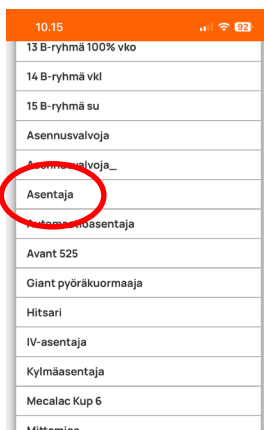 10.15
92
13 B-ryhmä 100% vko
14 B-ryhmä vkl
15 B-ryhmä su
Asennusvalvoja
Asennusvalvoja_
Asentaja
Automaatioasentaja
Avant 525
Giant pyöräkuormaaja
Hitsari
IV-asentaja
Kylmäasentaja
Mecalac Kup 6
Mittamies